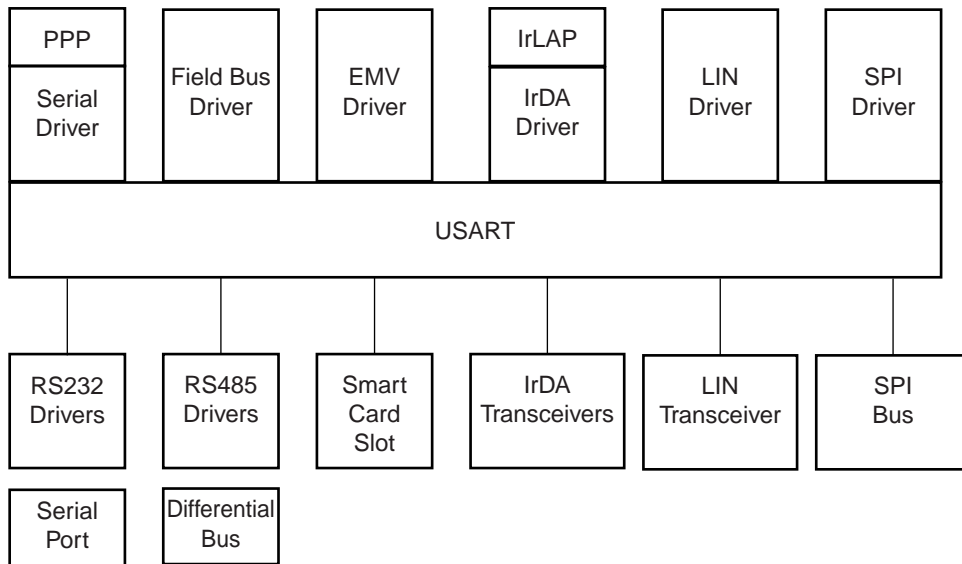 PPP
Serial
Driver
Field Bus
Driver
EMV
Driver
IrLAP
IrDA
Driver
LIN
Driver
SPI
Driver
USART
RS232
Drivers
RS485
Drivers
Smart
Card
Slot
IrDA
Transceivers
LIN
Transceiver
SPI
Bus
Serial
Port
Differential
Bus